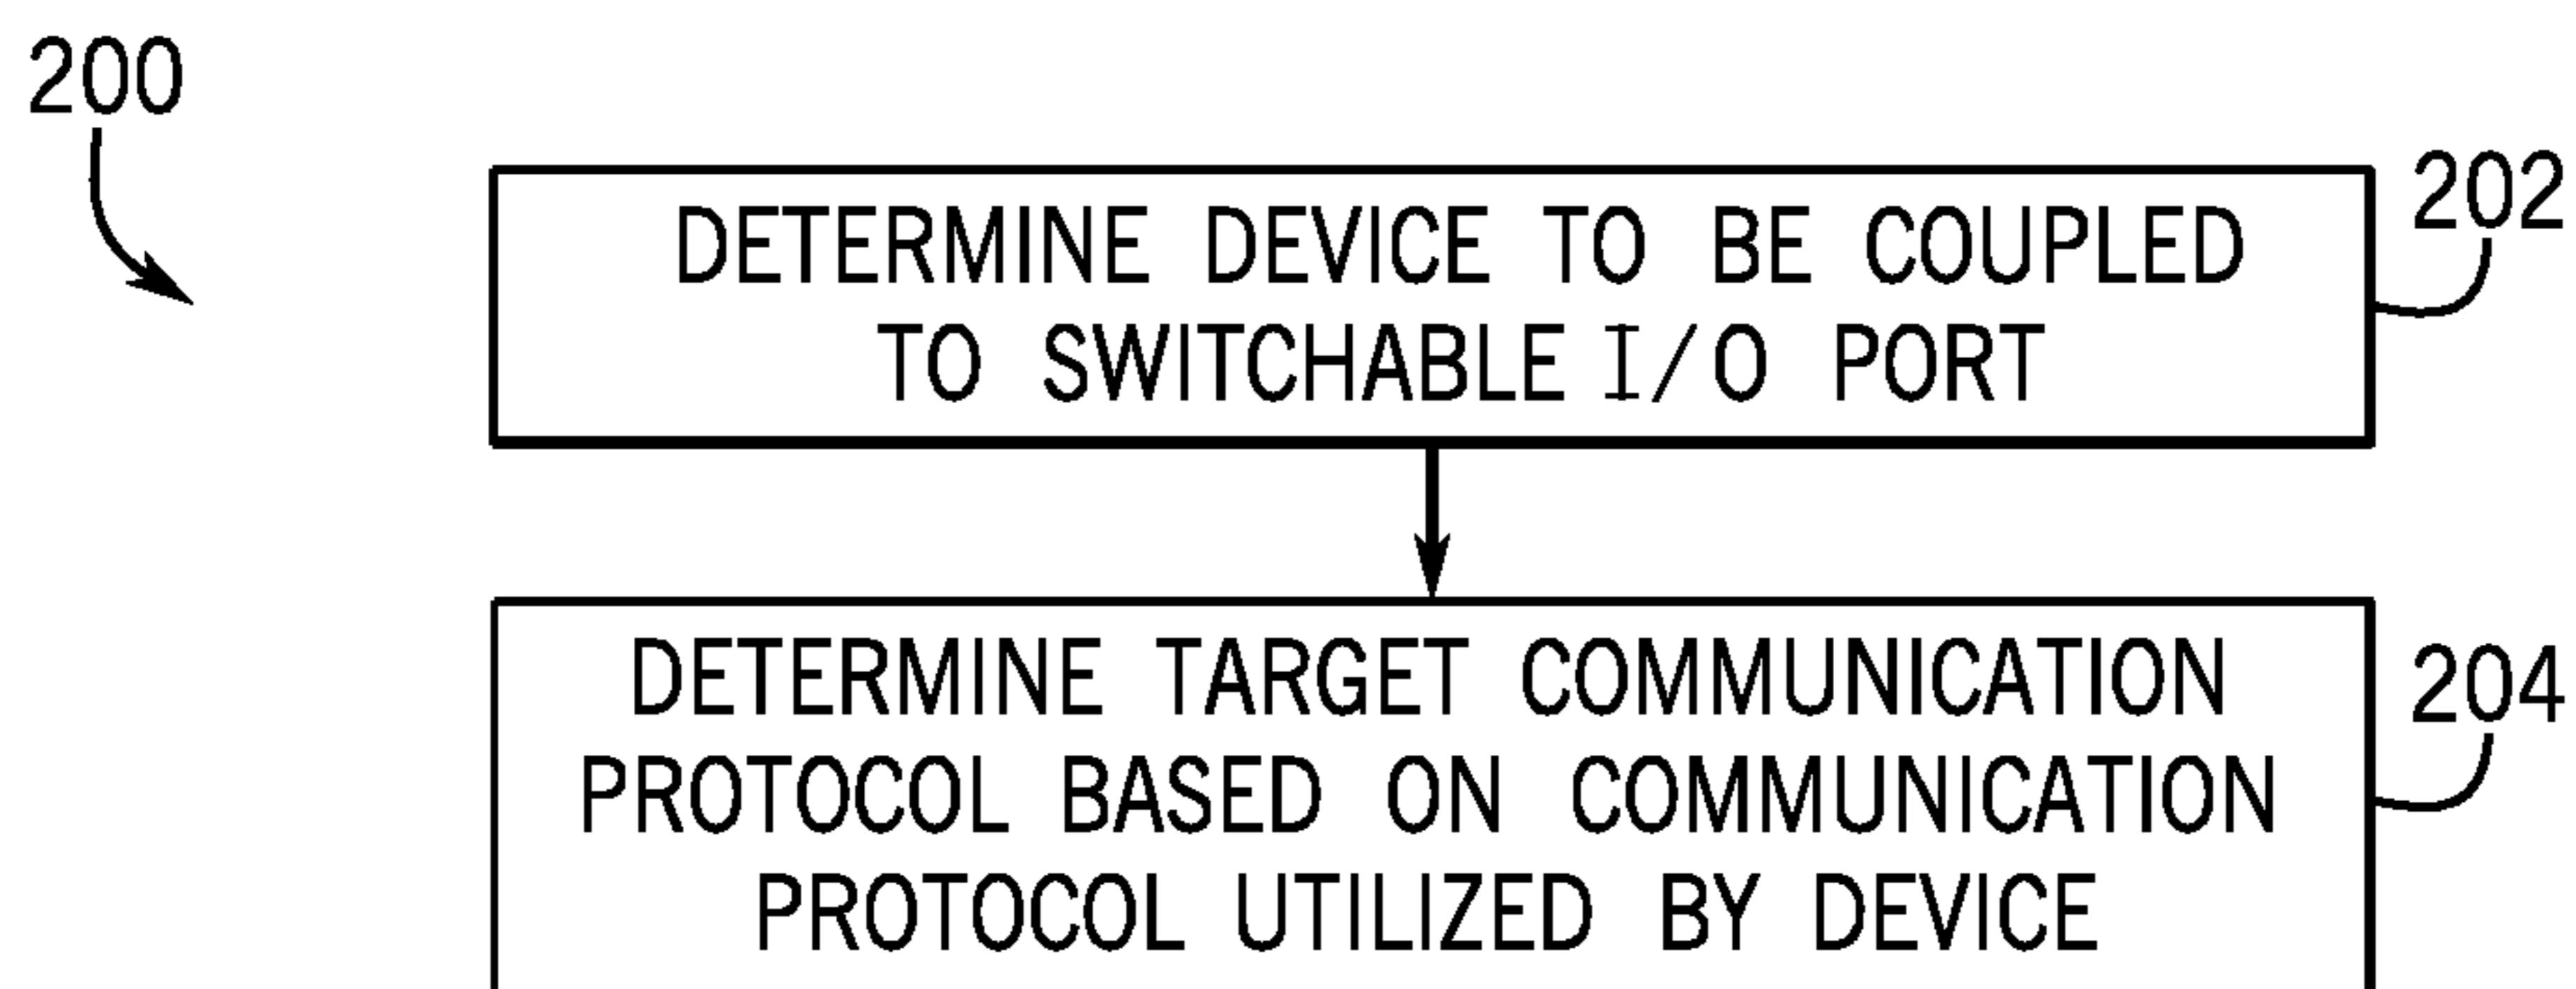 200
202
DETERMINE DEVICE TO BE COUPLED
TO SWITCHABLE I/O PORT
204
DETERMINE TARGET COMMUNICATION
PROTOCOL BASED ON COMMUNICATION
PROTOCOL UTILIZED BY DEVICE